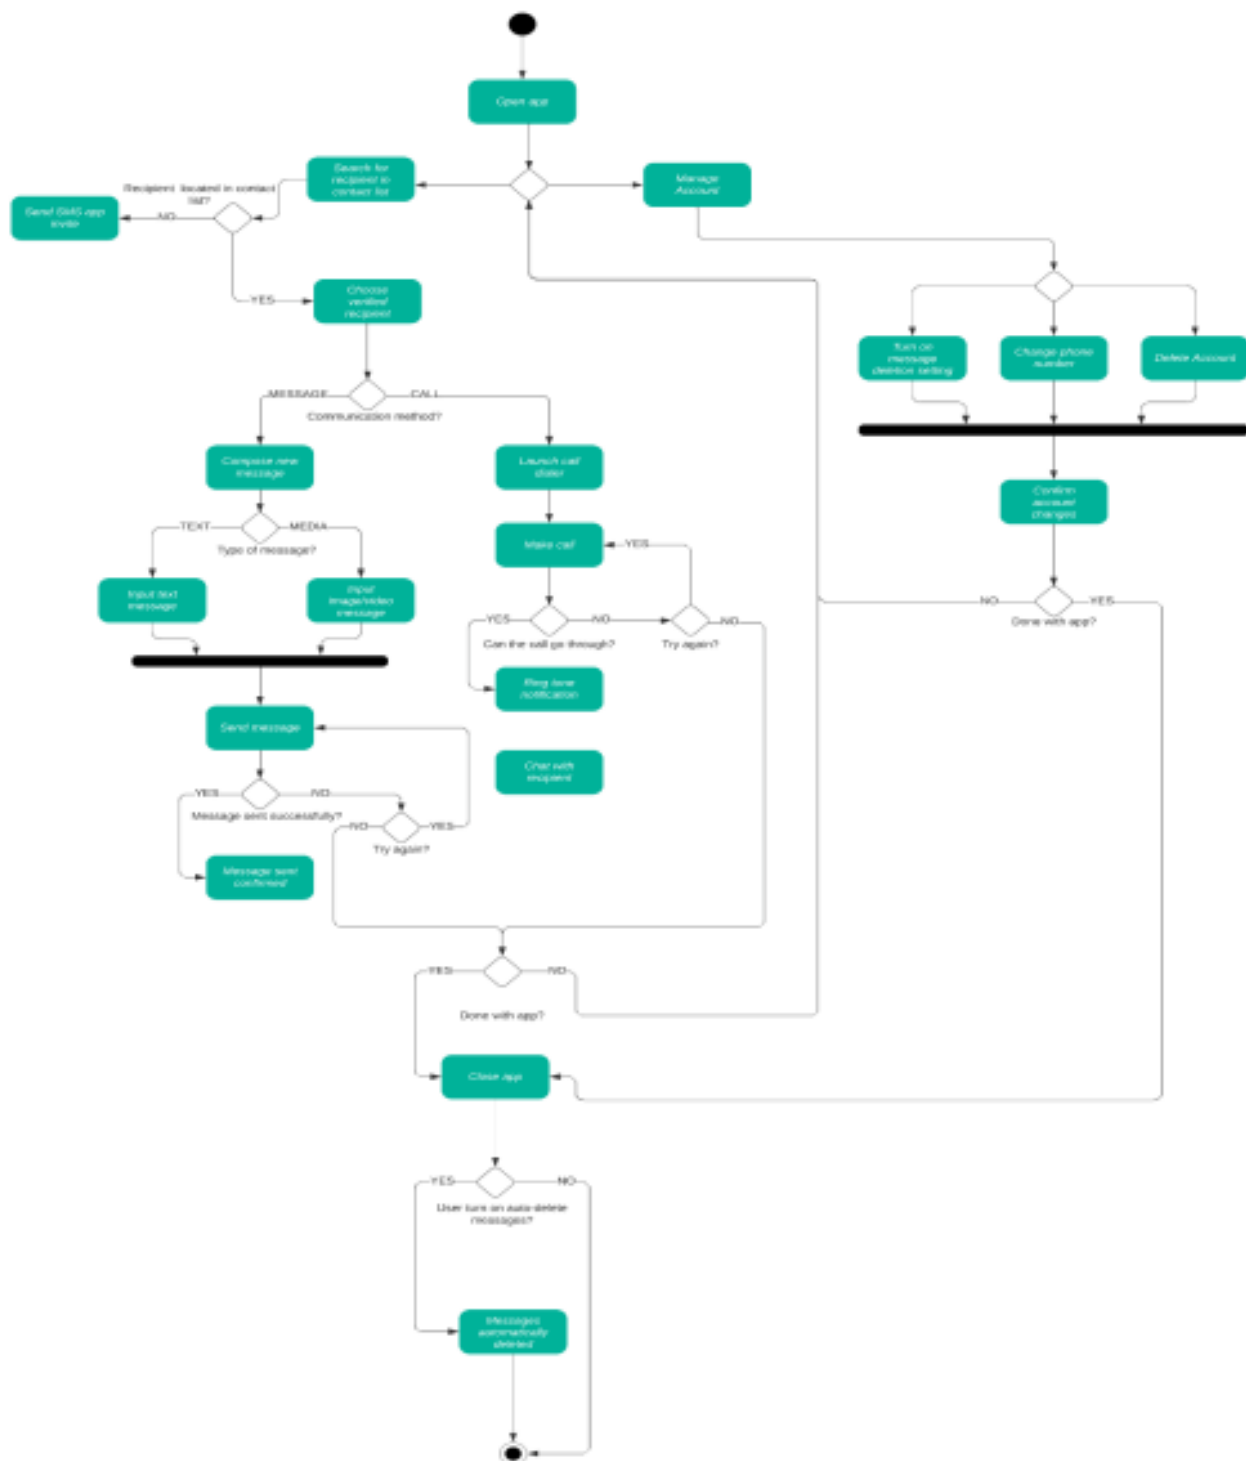 Open app
Search for
recipient in
contact list
Manage
Account
Recipient located in contact
list?
Send SMS app
invite
NO
YES
Choose
verified
recipient
Turn on
message
deletion setting
Change phone
number
Delete Account
MESSAGE
CALL
Communication method?
Compose new
message
Launch call
dialer
Confirm
account
changes
TEXT
MEDIA
Type of message?
Make call
YES
Input text
message
Input
image/video
message
YES
NO
NO
Can the call go through?
Try again?
NO
YES
Done with app?
Ring tone
notification
Send message
Chat with
recipient
YES
NO
Message sent successfully?
NO
YES
Try again?
Message sent
confirmed
YES
NO
Done with app?
Close app
YES
NO
User turn on auto-delete
messages?
Messages
automatically
deleted